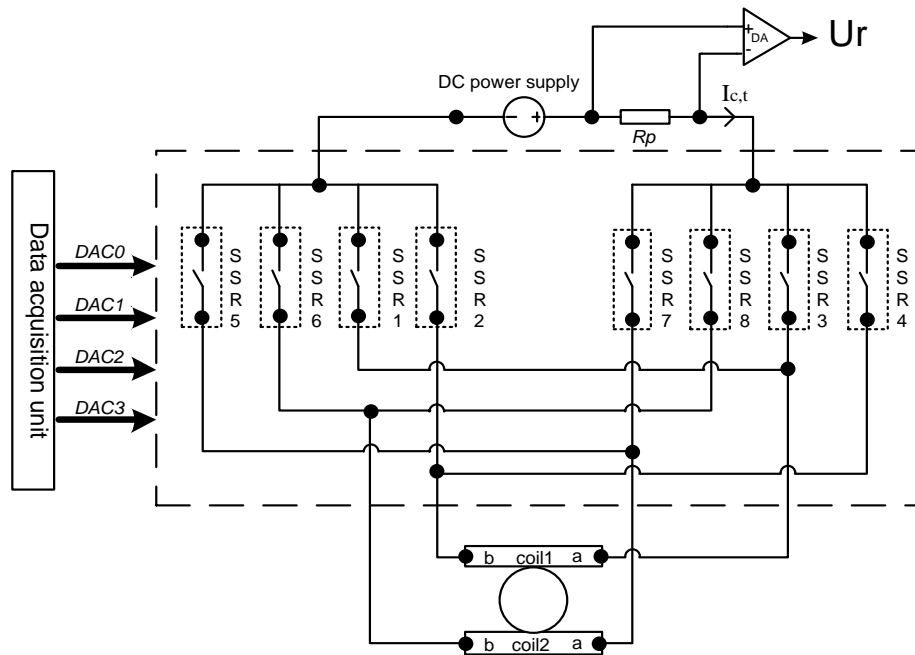 +
DA
-
Ur
DC power supply
Ic,t
− +
Rp
Data acquisition unit
DAC0
DAC1
DAC2
DAC3
SSR5
SSR6
SSR1
SSR2
SSR7
SSR8
SSR3
SSR4
b coil1 a
b coil2 a